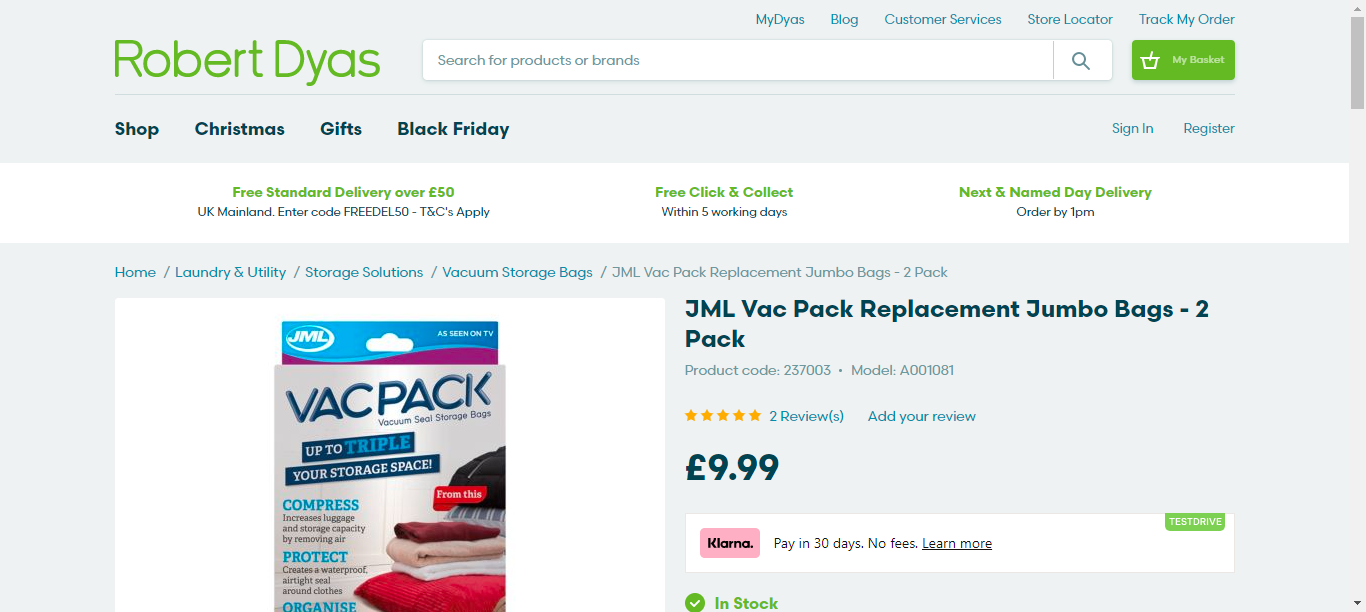 MyDyas Blog Customer Services Store Locator Track My Order
Robert Dyas
Search for products or brands
My Basket
Shop Christmas Gifts Black Friday
Sign In Register
Free Standard Delivery over £50
UK Mainland. Enter code FREEDEL50 - T&C's Apply
Free Click & Collect
Within 5 working days
Next & Named Day Delivery
Order by 1pm
Home / Laundry & Utility / Storage Solutions / Vacuum Storage Bags / JML Vac Pack Replacement Jumbo Bags - 2 Pack
JML
AS SEEN ON TV
VACPACK
Vacuum Seal Storage Bags
UP TO TRIPLE
YOUR STORAGE SPACE!
From this
COMPRESS
Increases luggage
and storage capacity
by removing air
PROTECT
Creates a waterproof,
airtight seal
around clothes
ORGANISE
JML Vac Pack Replacement Jumbo Bags - 2
Pack
Product code: 237003 • Model: A001081
2 Review(s) Add your review
£9.99
TESTDRIVE
Klarna. Pay in 30 days. No fees. Learn more
In Stock